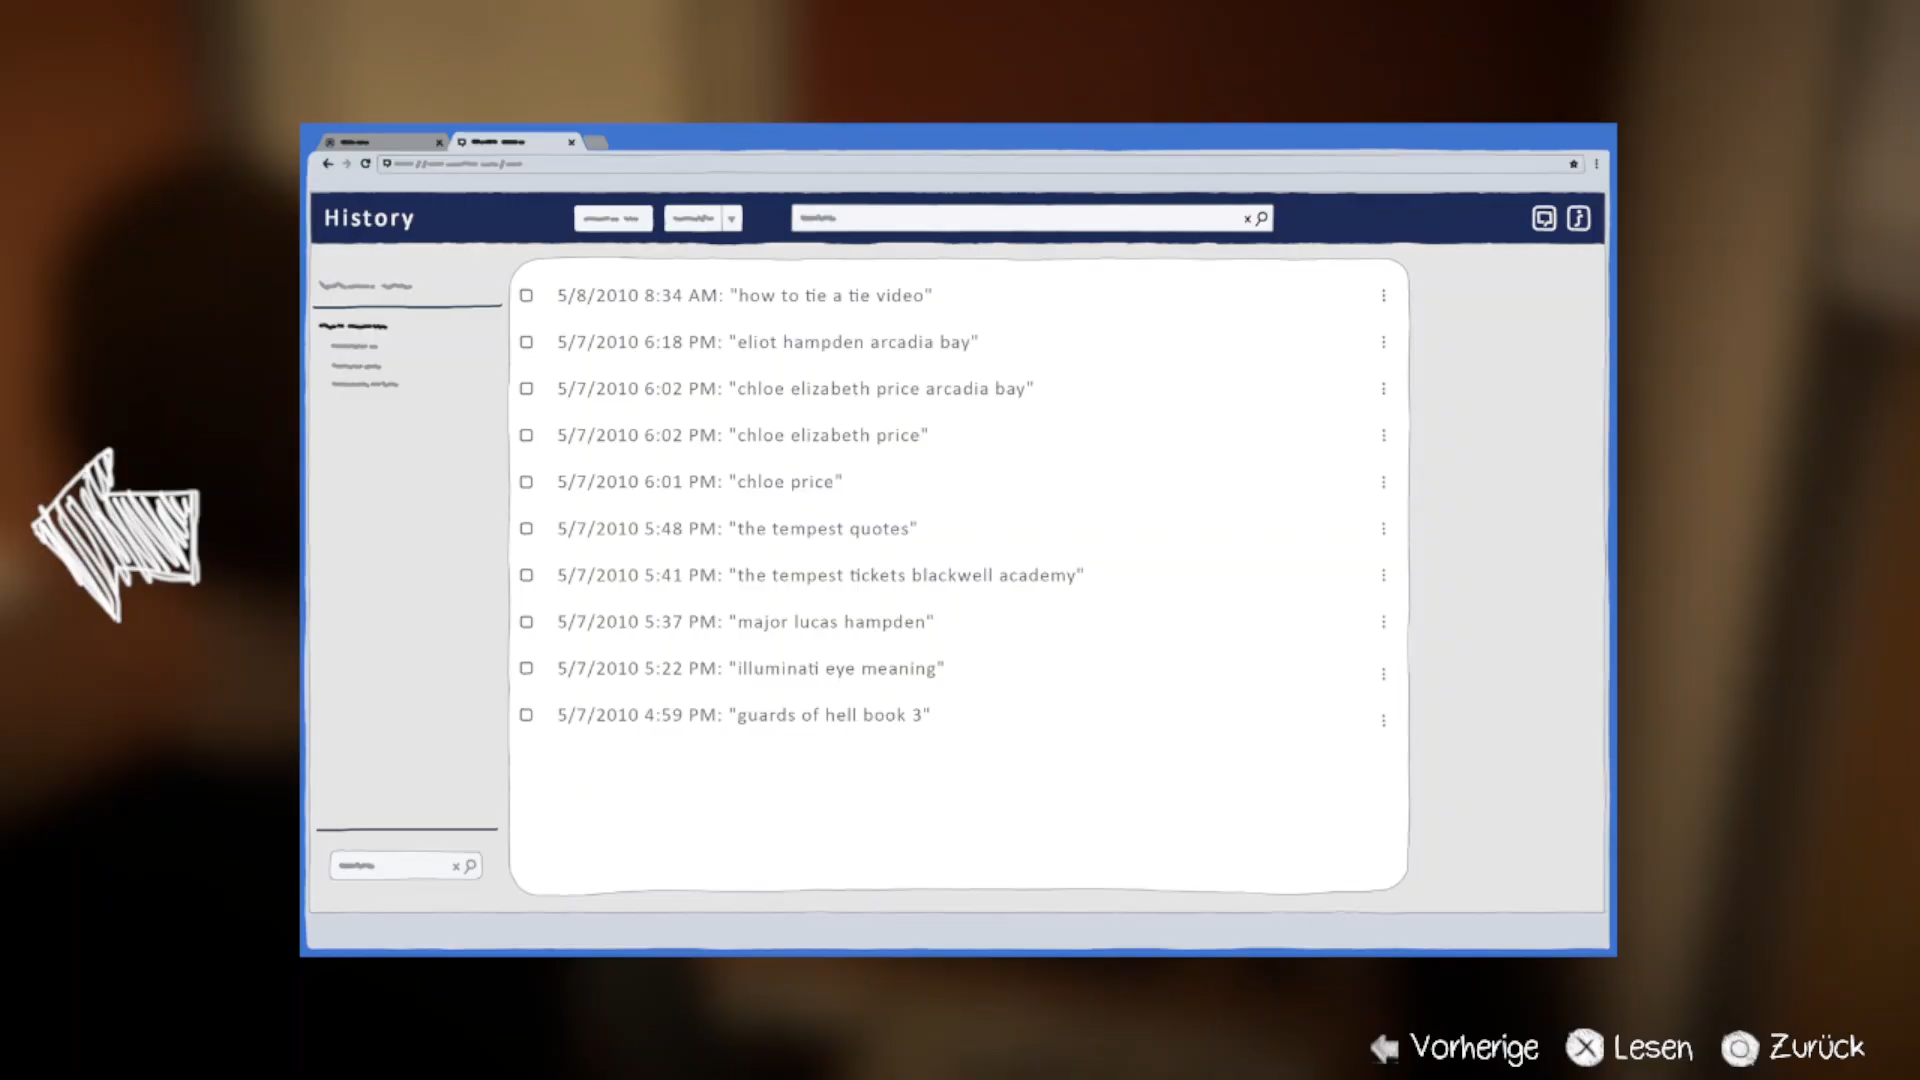 History
5/8/2010 8:34 AM: "how to tie a tie video"
5/7/2010 6:18 PM: "eliot hampden arcadia bay"
5/7/2010 6:02 PM: "chloe elizabeth price arcadia bay"
5/7/2010 6:02 PM: "chloe elizabeth price"
5/7/2010 6:01 PM: "chloe price"
5/7/2010 5:48 PM: "the tempest quotes"
5/7/2010 5:41 PM: "the tempest tickets blackwell academy"
5/7/2010 5:37 PM: "major lucas hampden"
5/7/2010 5:22 PM: "illuminati eye meaning"
5/7/2010 4:59 PM: "guards of hell book 3"
Vorherige Lesen Zurück